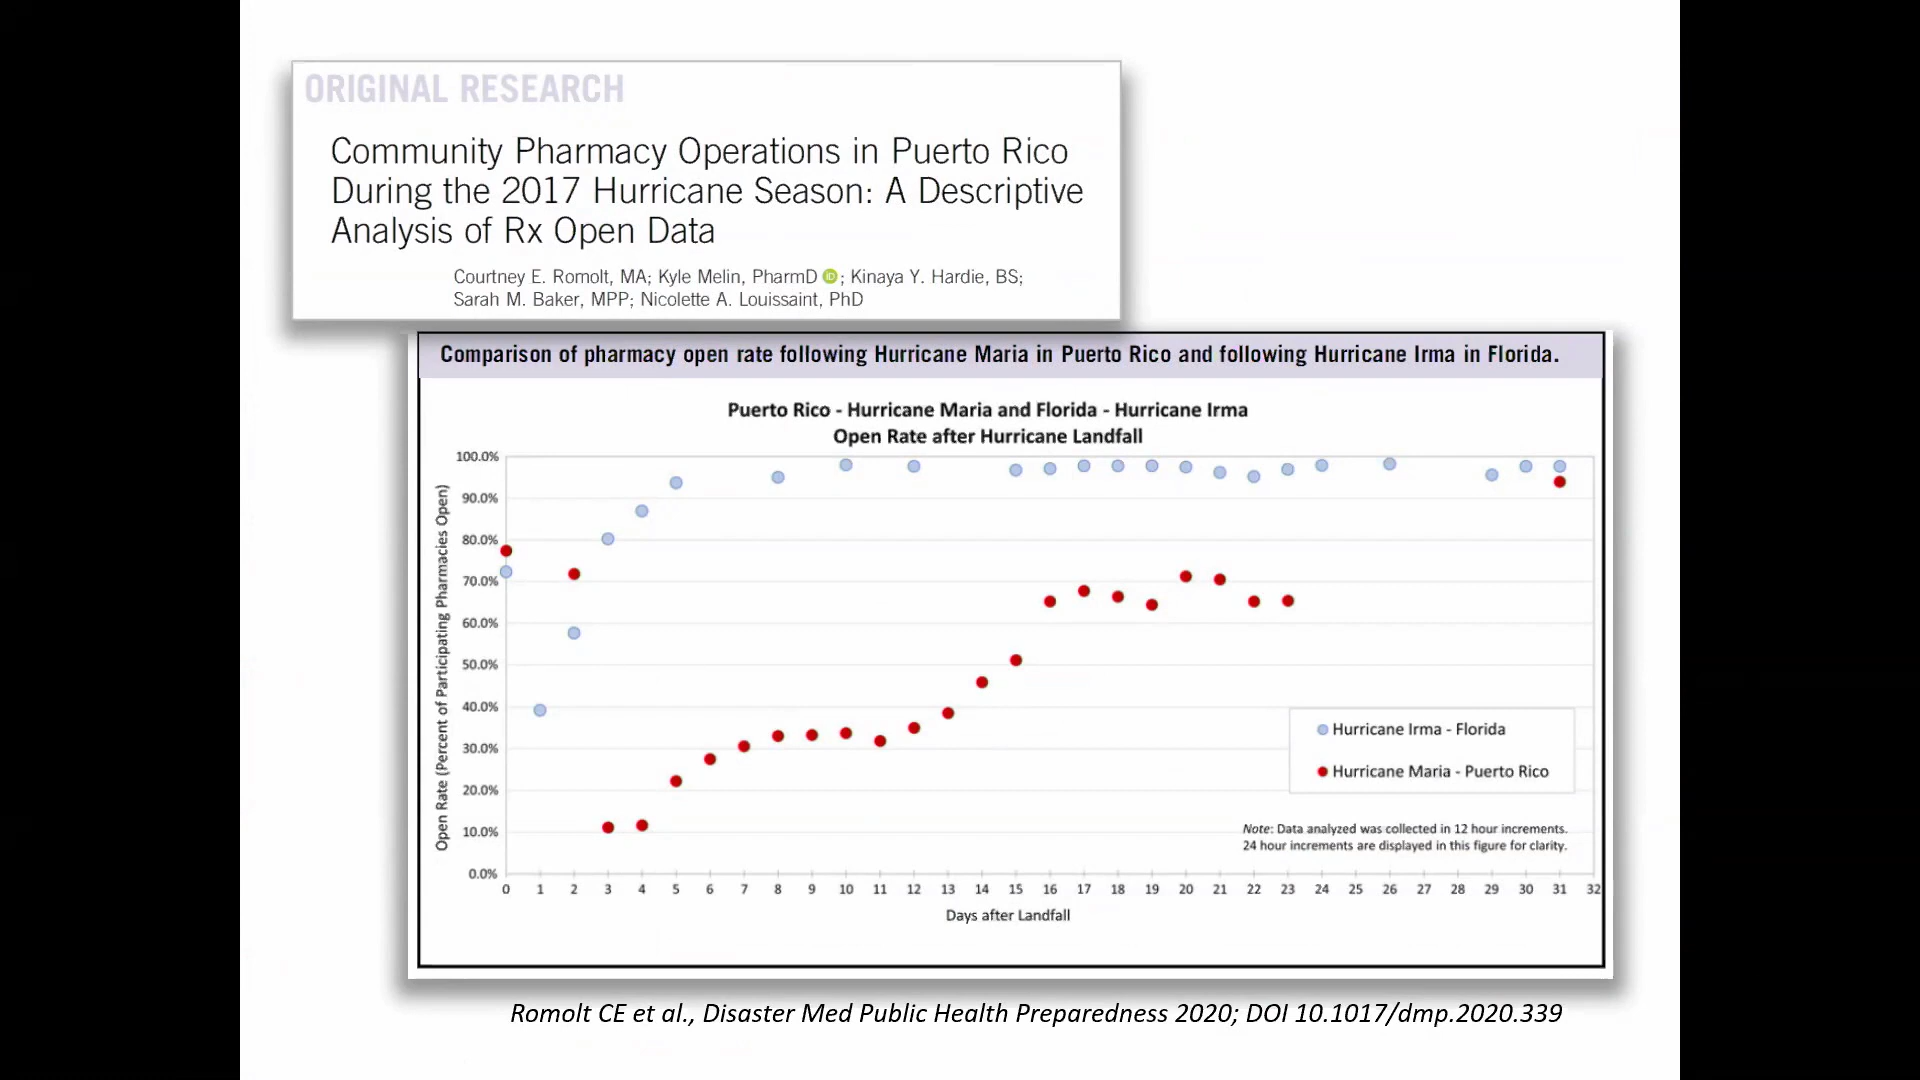 ORIGINAL RESEARCH
Community Pharmacy Operations in Puerto Rico
During the 2017 Hurricane Season: A Descriptive
Analysis of Rx Open Data
Courtney E. Romolt, MA; Kyle Melin, PharmD iD; Kinaya Y. Hardie, BS;
Sarah M. Baker, MPP; Nicolette A. Louissaint, PhD
Comparison of pharmacy open rate following Hurricane Maria in Puerto Rico and following Hurricane Irma in Florida.
Puerto Rico - Hurricane Maria and Florida - Hurricane Irma
Open Rate after Hurricane Landfall
Open Rate (Percent of Participating Pharmacies Open)
100.0%
90.0%
80.0%
70.0%
60.0%
50.0%
40.0%
30.0%
20.0%
10.0%
0.0%
Hurricane Irma - Florida
Hurricane Maria - Puerto Rico
Note: Data analyzed was collected in 12 hour increments.
24 hour increments are displayed in this figure for clarity.
0 1 2 3 4 5 6 7 8 9 10 11 12 13 14 15 16 17 18 19 20 21 22 23 24 25 26 27 28 29 30 31 32
Days after Landfall
Romolt CE et al., Disaster Med Public Health Preparedness 2020; DOI 10.1017/dmp.2020.339